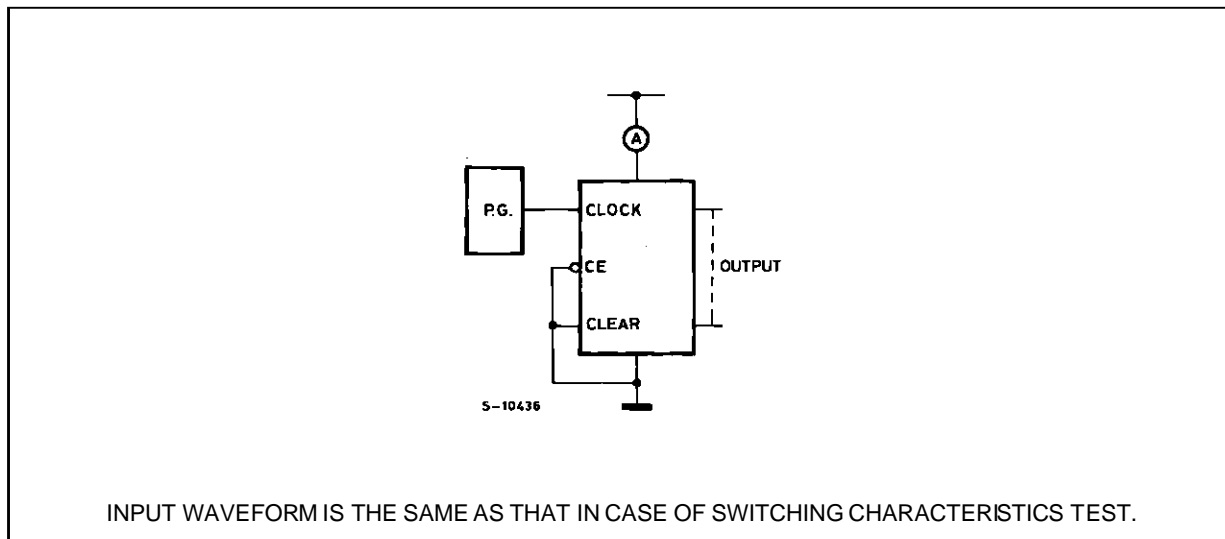 A
P.G.
CLOCK
CE
OUTPUT
CLEAR
S-10436
INPUT WAVEFORM IS THE SAME AS THAT IN CASE OF SWITCHING CHARACTERISTICS TEST.